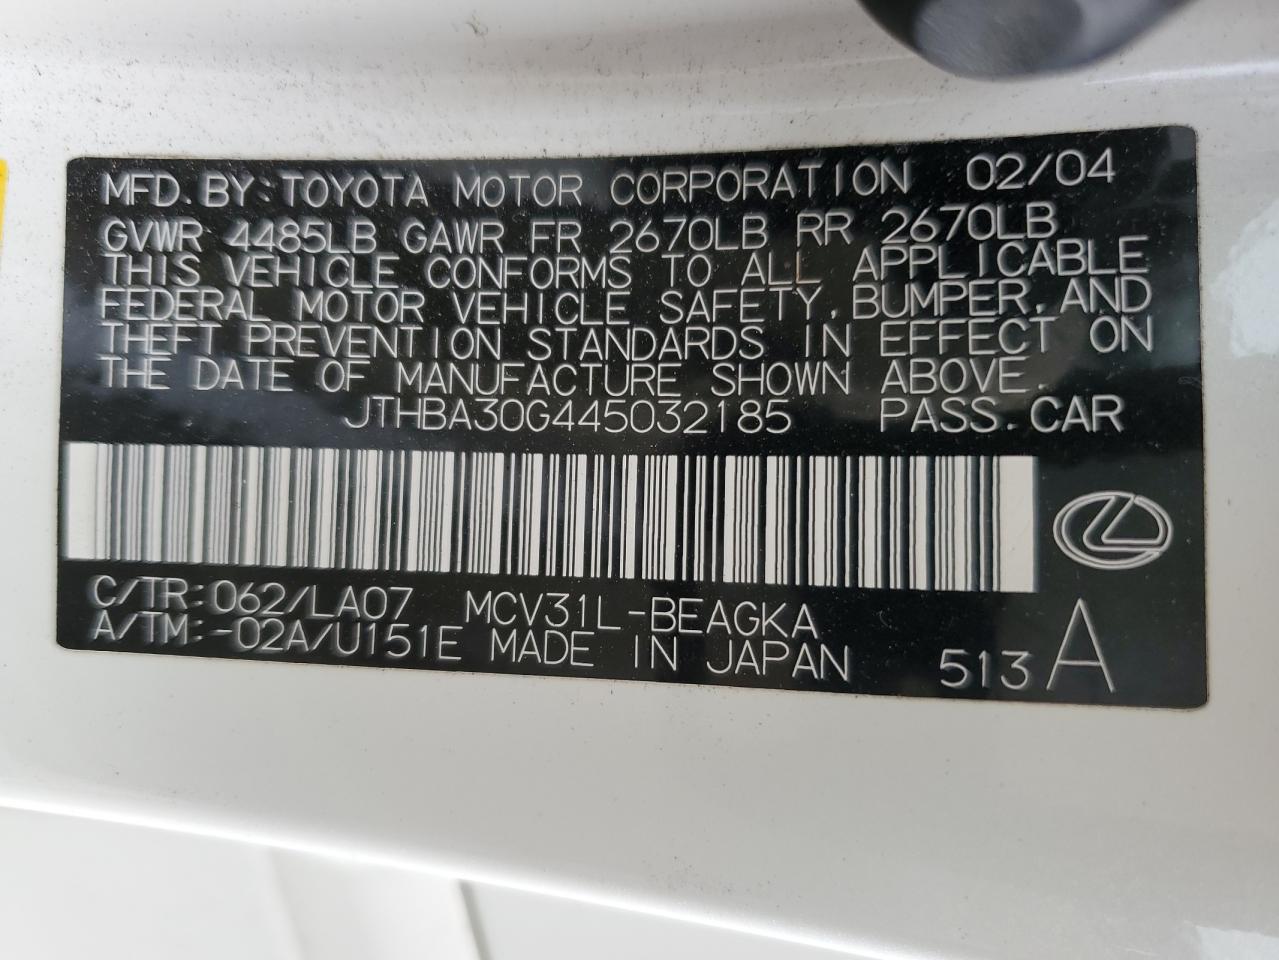 MFD. BY: TOYOTA MOTOR CORPORATION 02/04
GVWR 4485LB GAWR FR 2670LB RR 2670LB
THIS VEHICLE CONFORMS TO ALL APPLICABLE
FEDERAL MOTOR VEHICLE SAFETY, BUMPER, AND
THEFT PREVENTION STANDARDS IN EFFECT ON
THE DATE OF MANUFACTURE SHOWN ABOVE.
JTHBA30G445032185 PASS. CAR
C/TR: 062/LA07 MCV31L-BEAGKA
A/TM: -02A/U151E MADE IN JAPAN 513 A